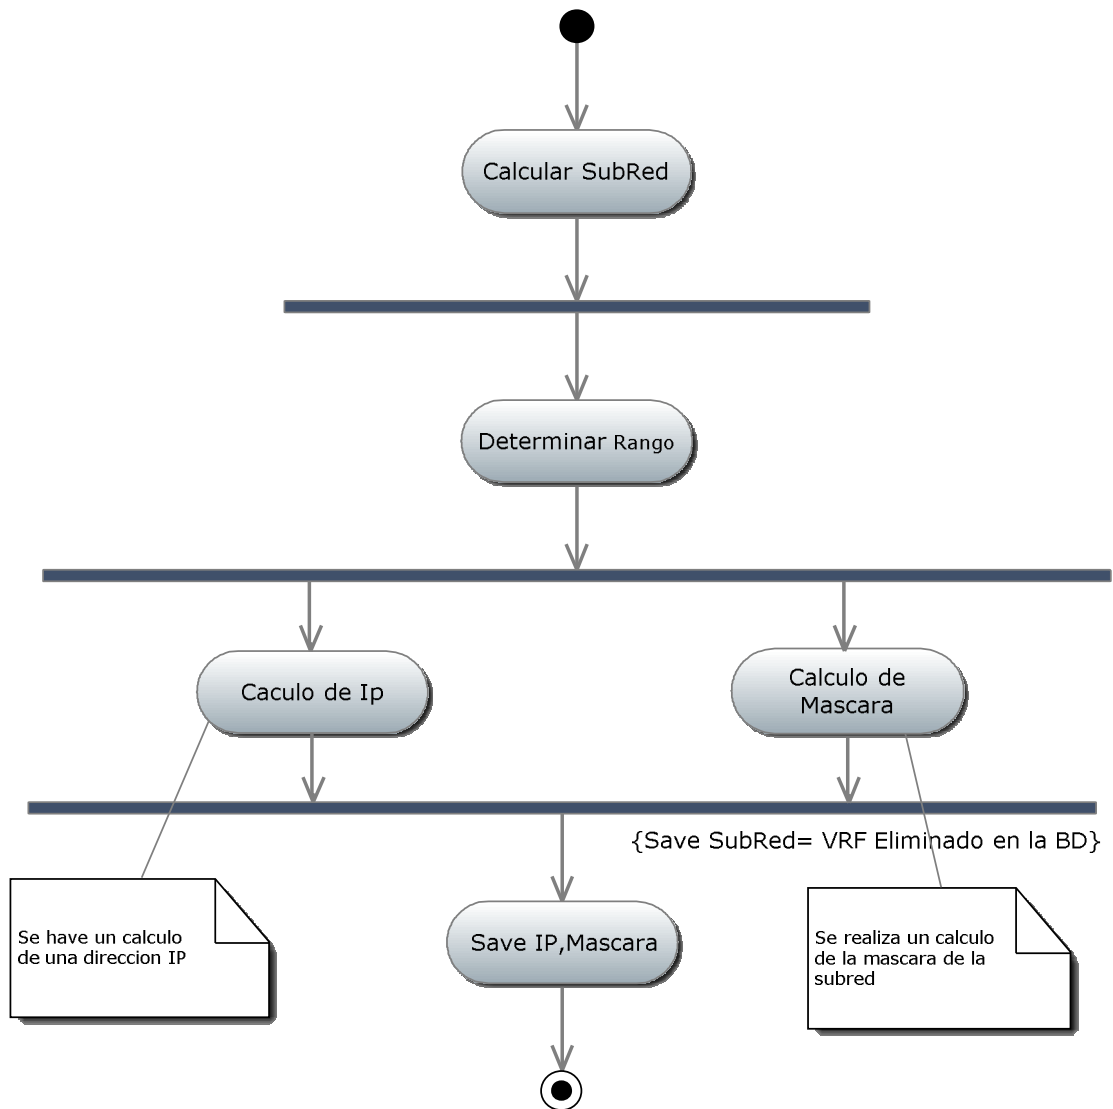 Calcular SubRed
Determinar Rango
Caculo de Ip
Calculo de
Mascara
{Save SubRed= VRF Eliminado en la BD}
Se have un calculo
de una direccion IP
Save IP,Mascara
Se realiza un calculo
de la mascara de la
subred